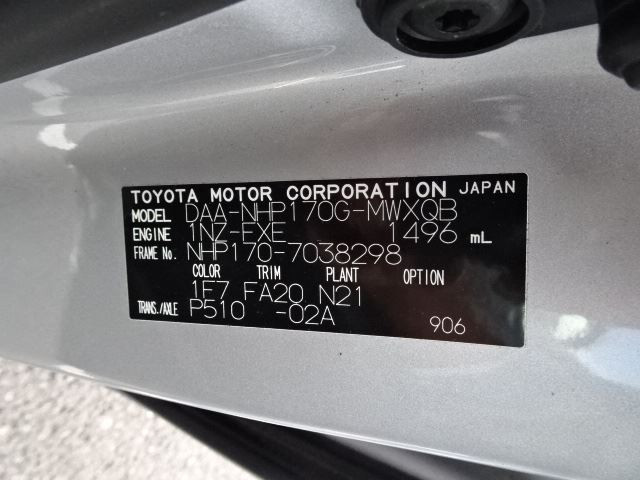 TOYOTA MOTOR CORPORATION JAPAN
MODEL DAA-NHP170G-MWXQB
ENGINE 1NZ-FXE 1496 mL
FRAME No. NHP170-7038298
COLOR TRIM PLANT OPTION
1F7 FA20 N21
TRANS./AXLE P510 -02A
906